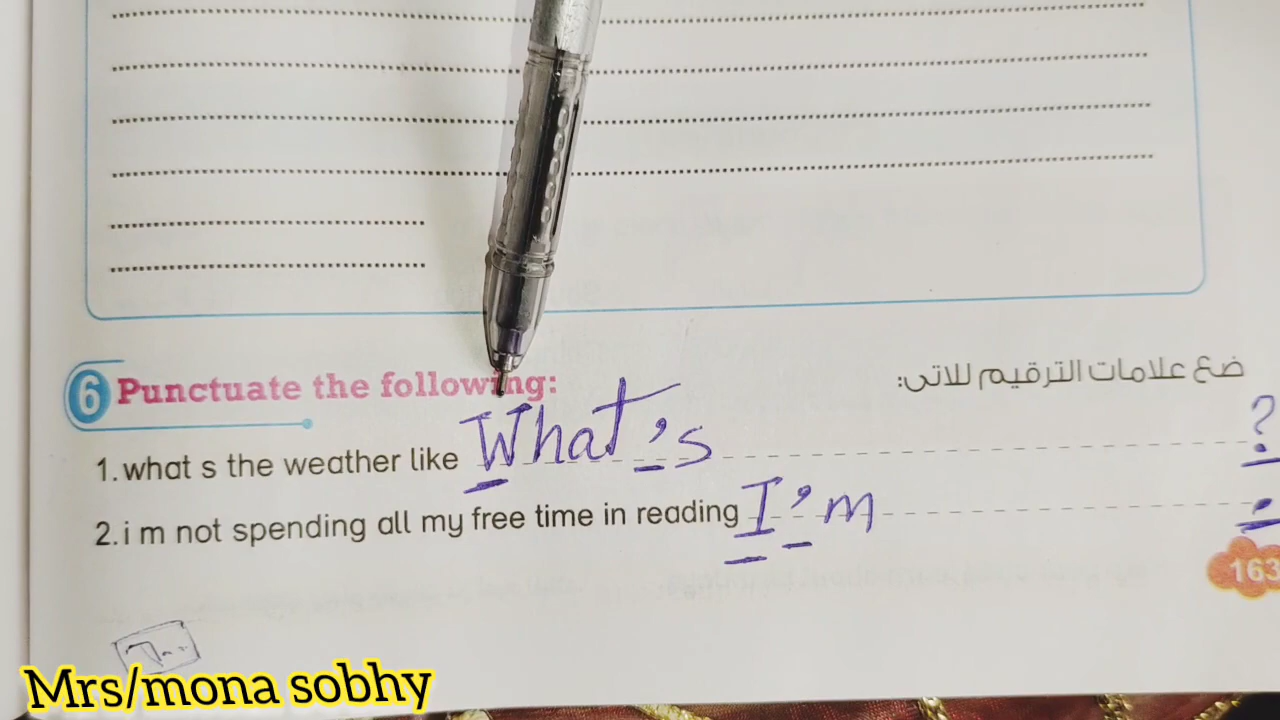 6 Punctuate the following:
ضع علامات الترقيم للاتى:
1. what s the weather like What's ?
2. i m not spending all my free time in reading I'm .
163
Mrs/mona sobhy